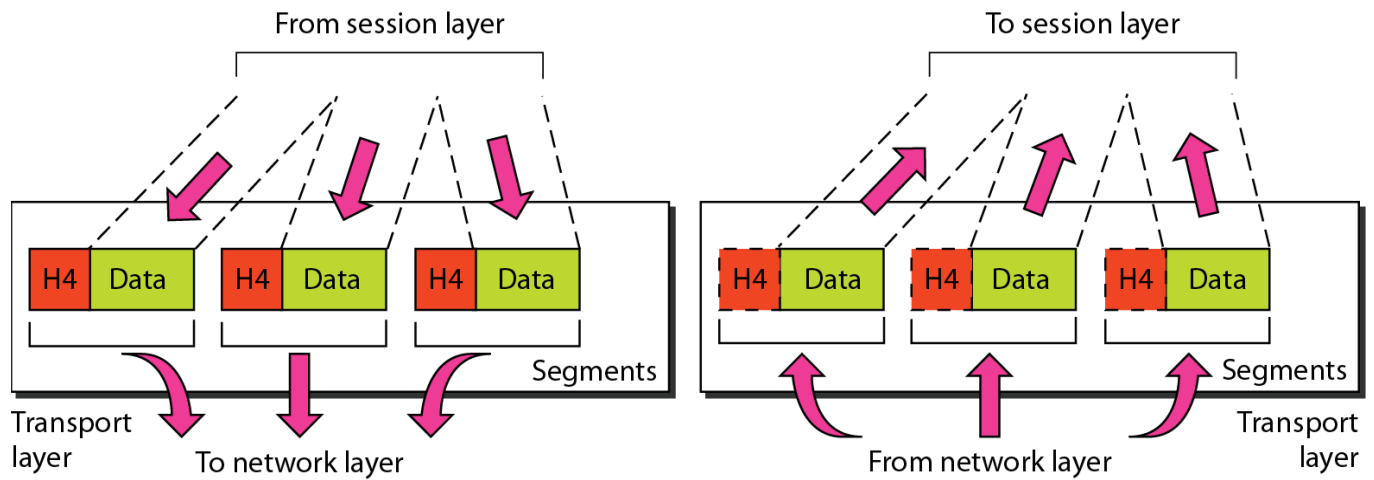 From session layer
H4 Data H4 Data H4 Data
Segments
Transport
layer
To network layer
To session layer
H4 Data H4 Data H4 Data
Segments
From network layer
Transport
layer